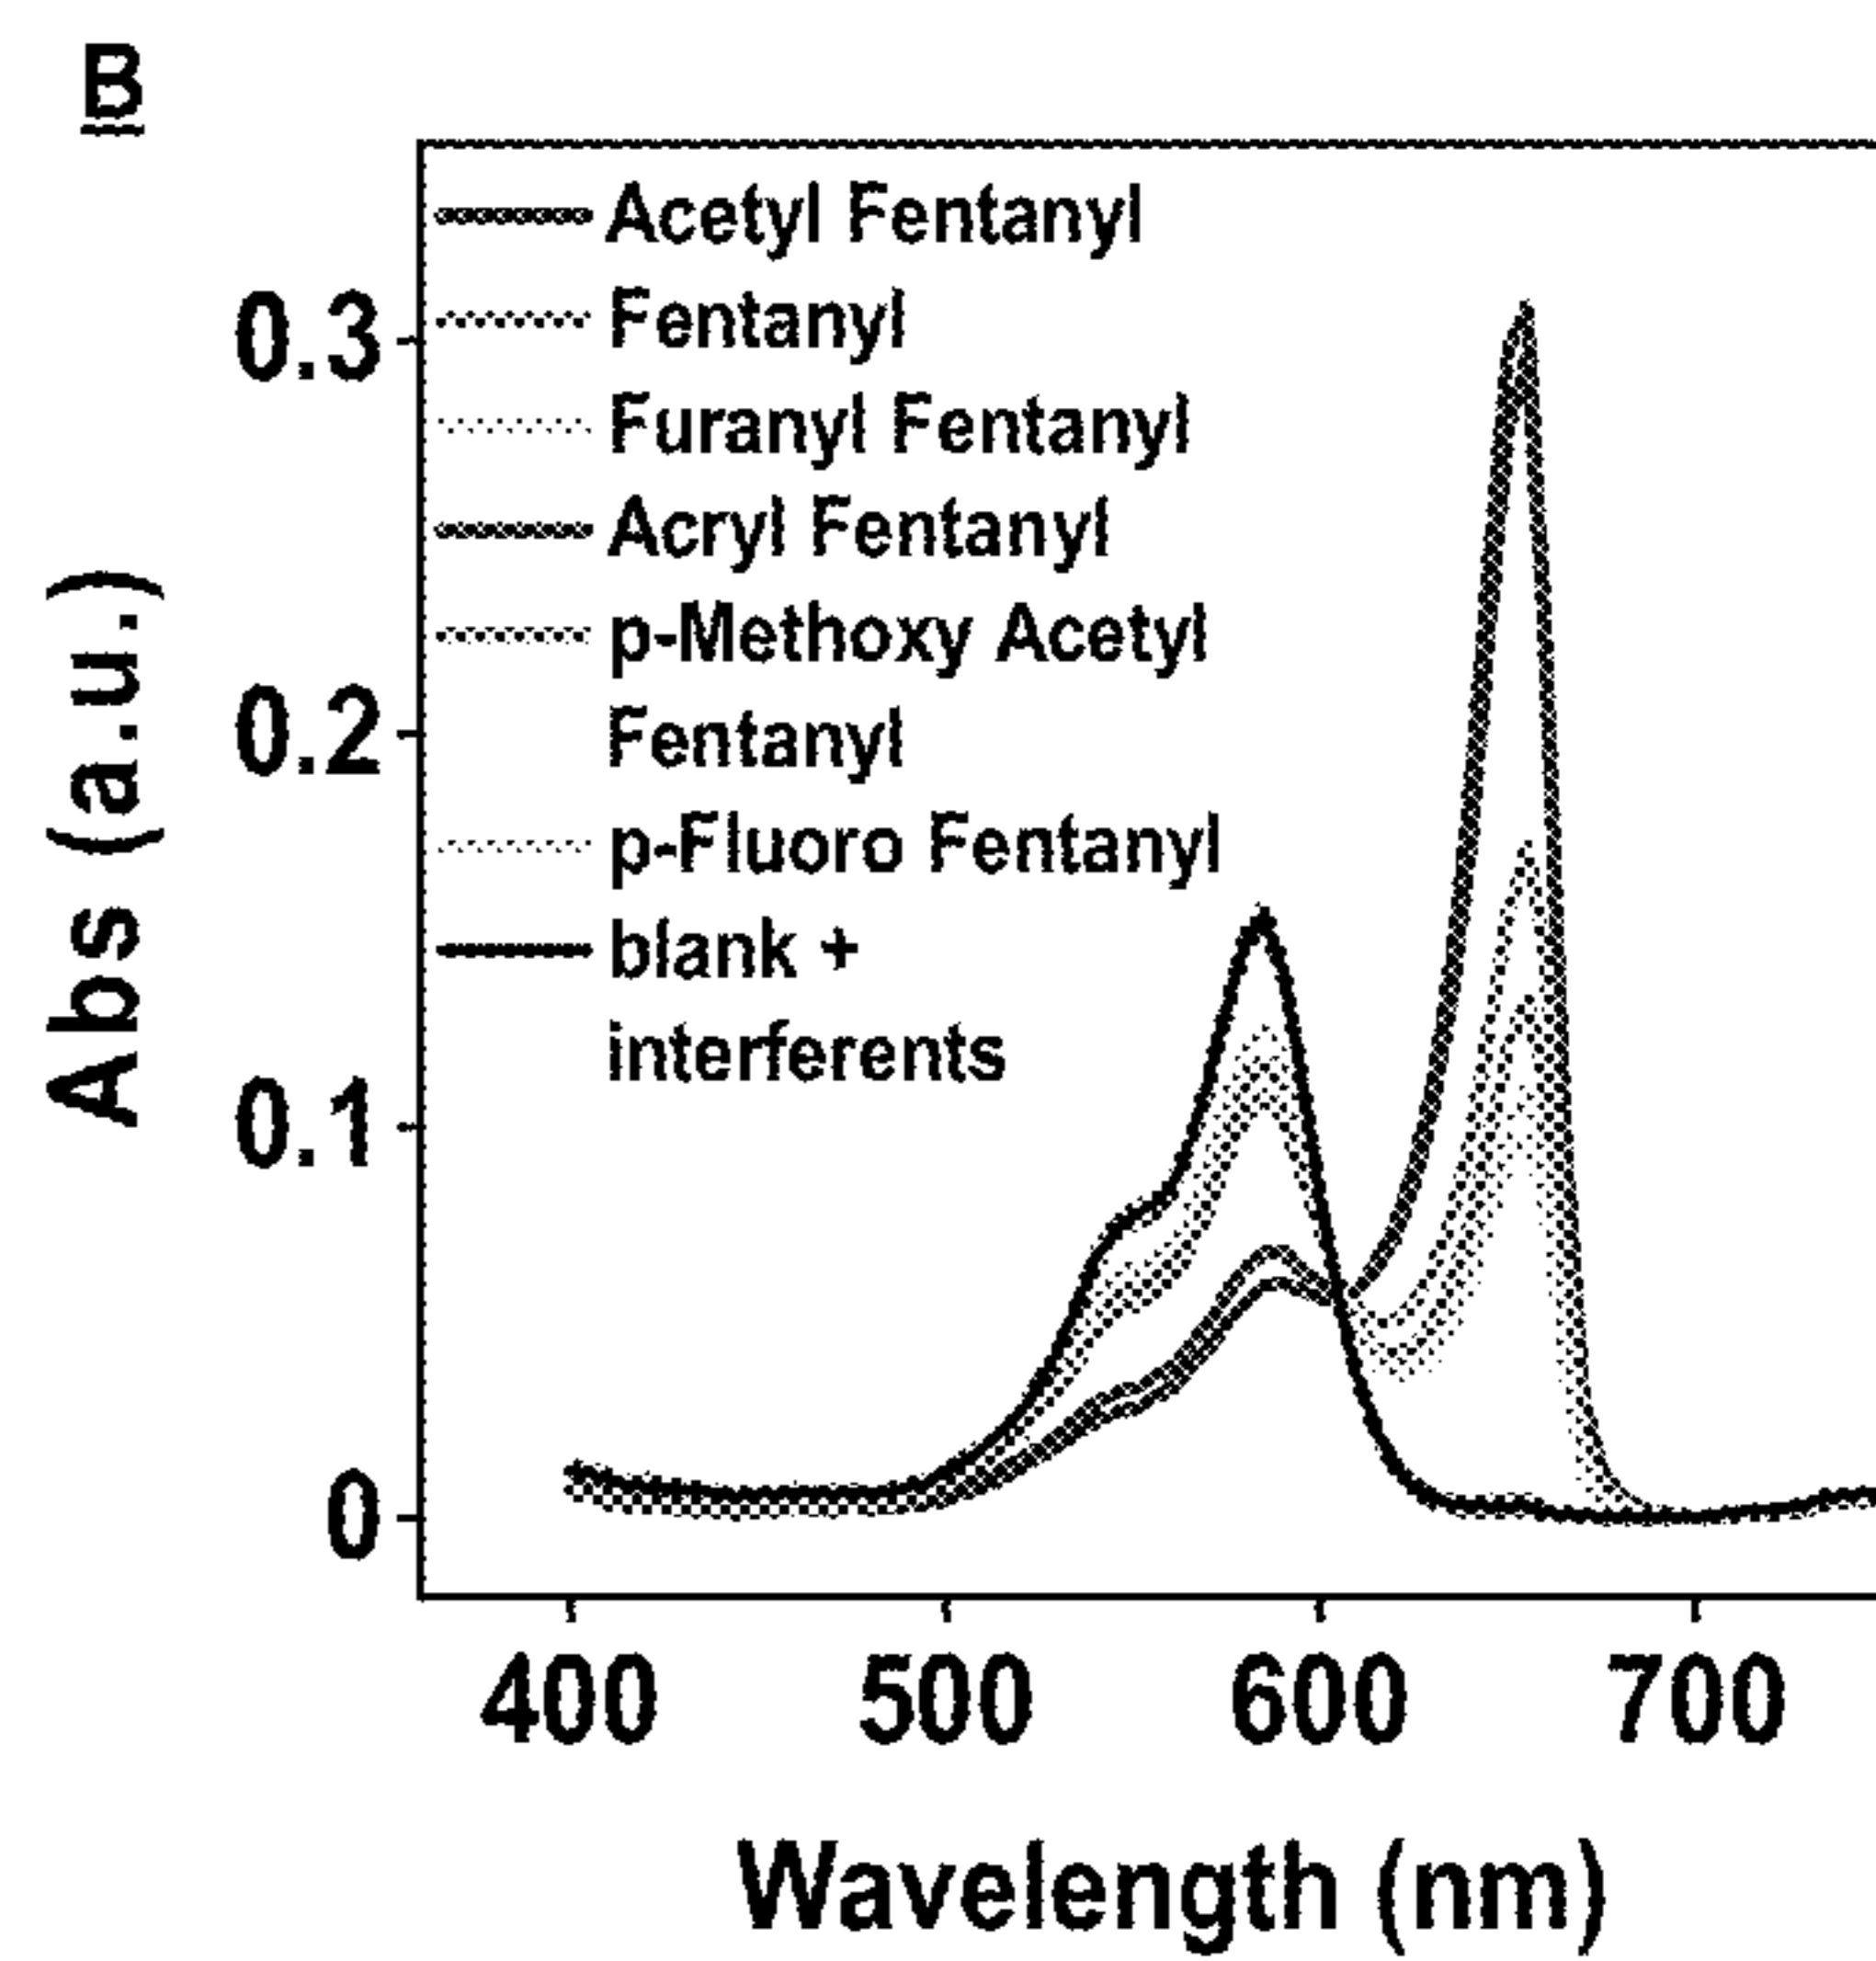 B
Acetyl Fentanyl
Fentanyl
Furanyl Fentanyl
Acryl Fentanyl
p-Methoxy Acetyl
Fentanyl
p-Fluoro Fentanyl
blank +
interferents
Abs (a.u.)
0.3
0.2
0.1
0
400 500 600 700
Wavelength (nm)